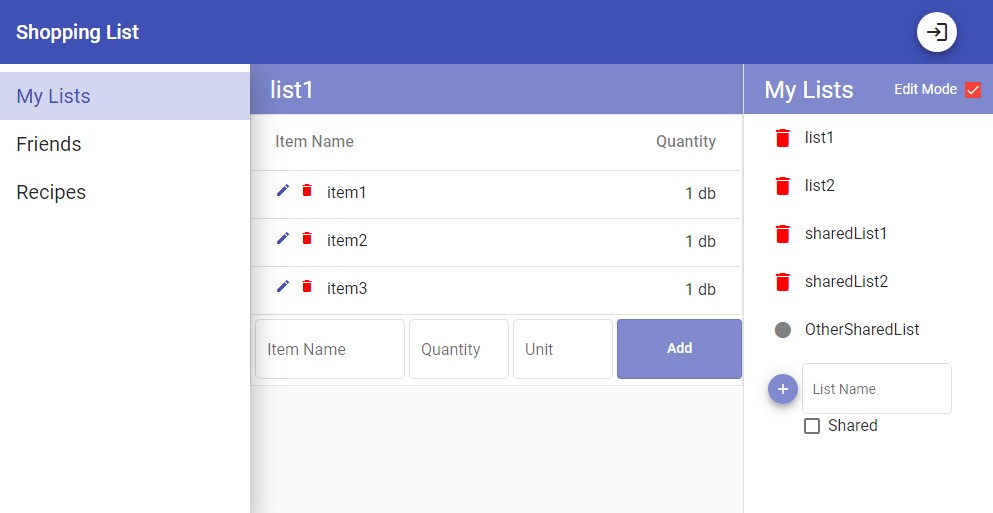 Shopping List
My Lists
Friends
Recipes
list1
Item Name Quantity
item1 1 db
item2 1 db
item3 1 db
Item Name Quantity Unit Add
My Lists Edit Mode
list1
list2
sharedList1
sharedList2
OtherSharedList
List Name
Shared